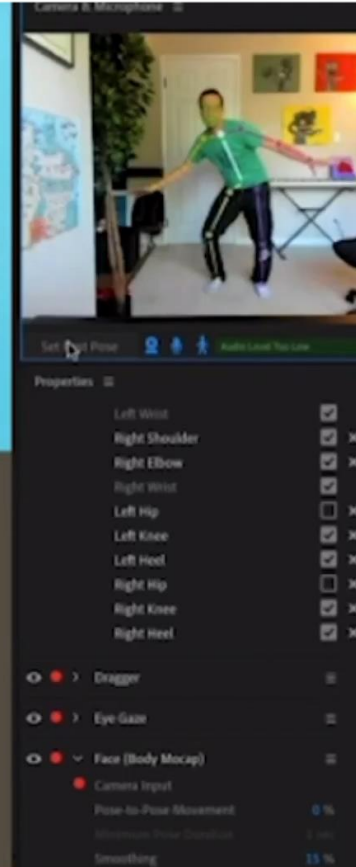 Camera & Microphone
Set Rest Pose
Audio Level Too Low
Properties
Left Wrist
Right Shoulder
Right Elbow
Right Wrist
Left Hip
Left Knee
Left Heel
Right Hip
Right Knee
Right Heel
Dragger
Eye Gaze
Face (Body Mocap)
Camera Input
Pose-to-Pose Movement 0 %
Minimum Pose Duration
Smoothing 15 %